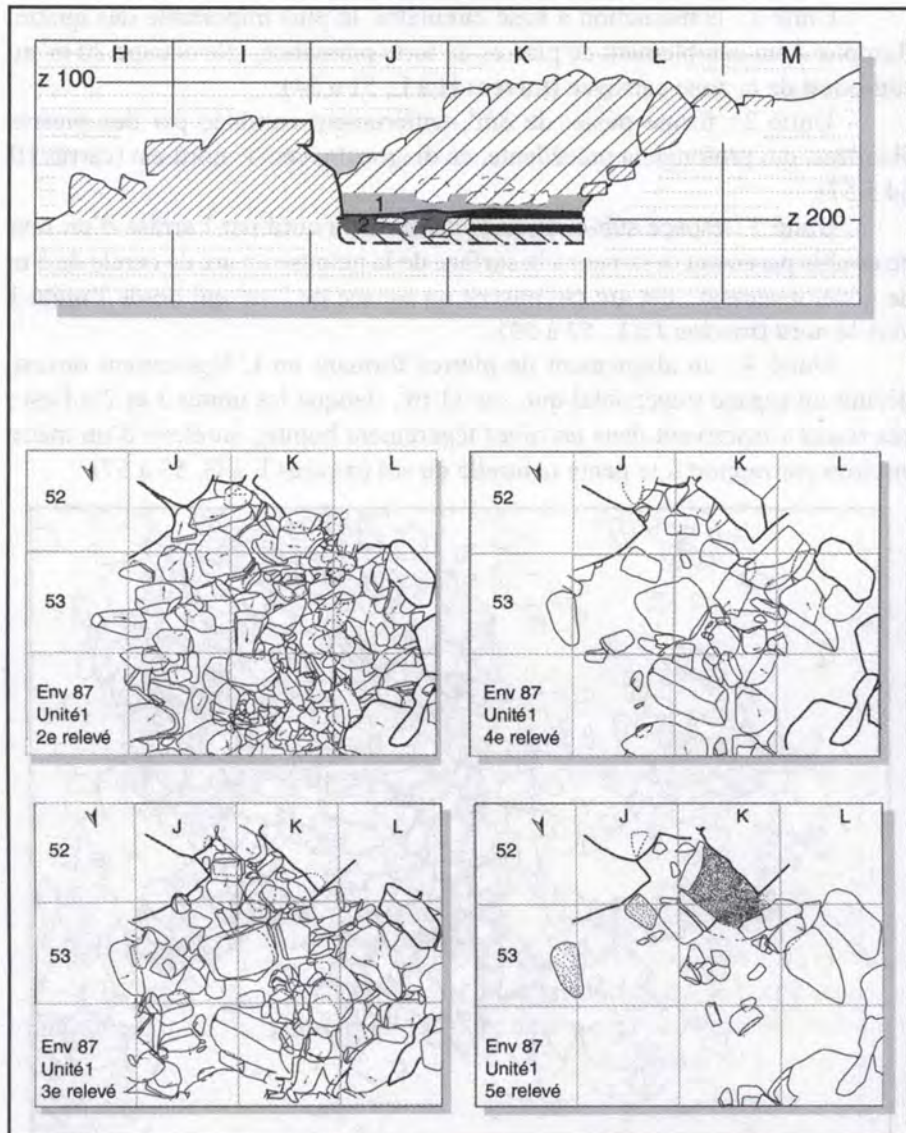 H I J K M
z 100
1
2
z 200
J K L
52
53
Env 87
Unité1
2e relevé
J K L
52
53
Env 87
Unité1
4e relevé
J K L
52
53
Env 87
Unité1
3e relevé
J K L
52
53
Env 87
Unité1
5e relevé